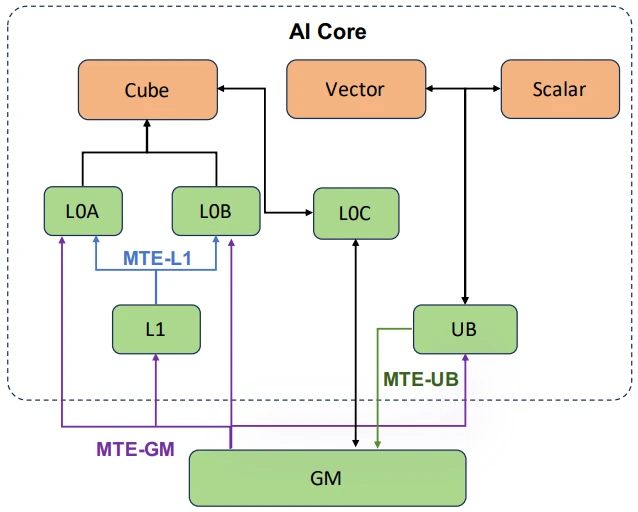 AI Core
Cube
Vector
Scalar
L0A
L0B
L0C
MTE-L1
L1
UB
MTE-UB
MTE-GM
GM